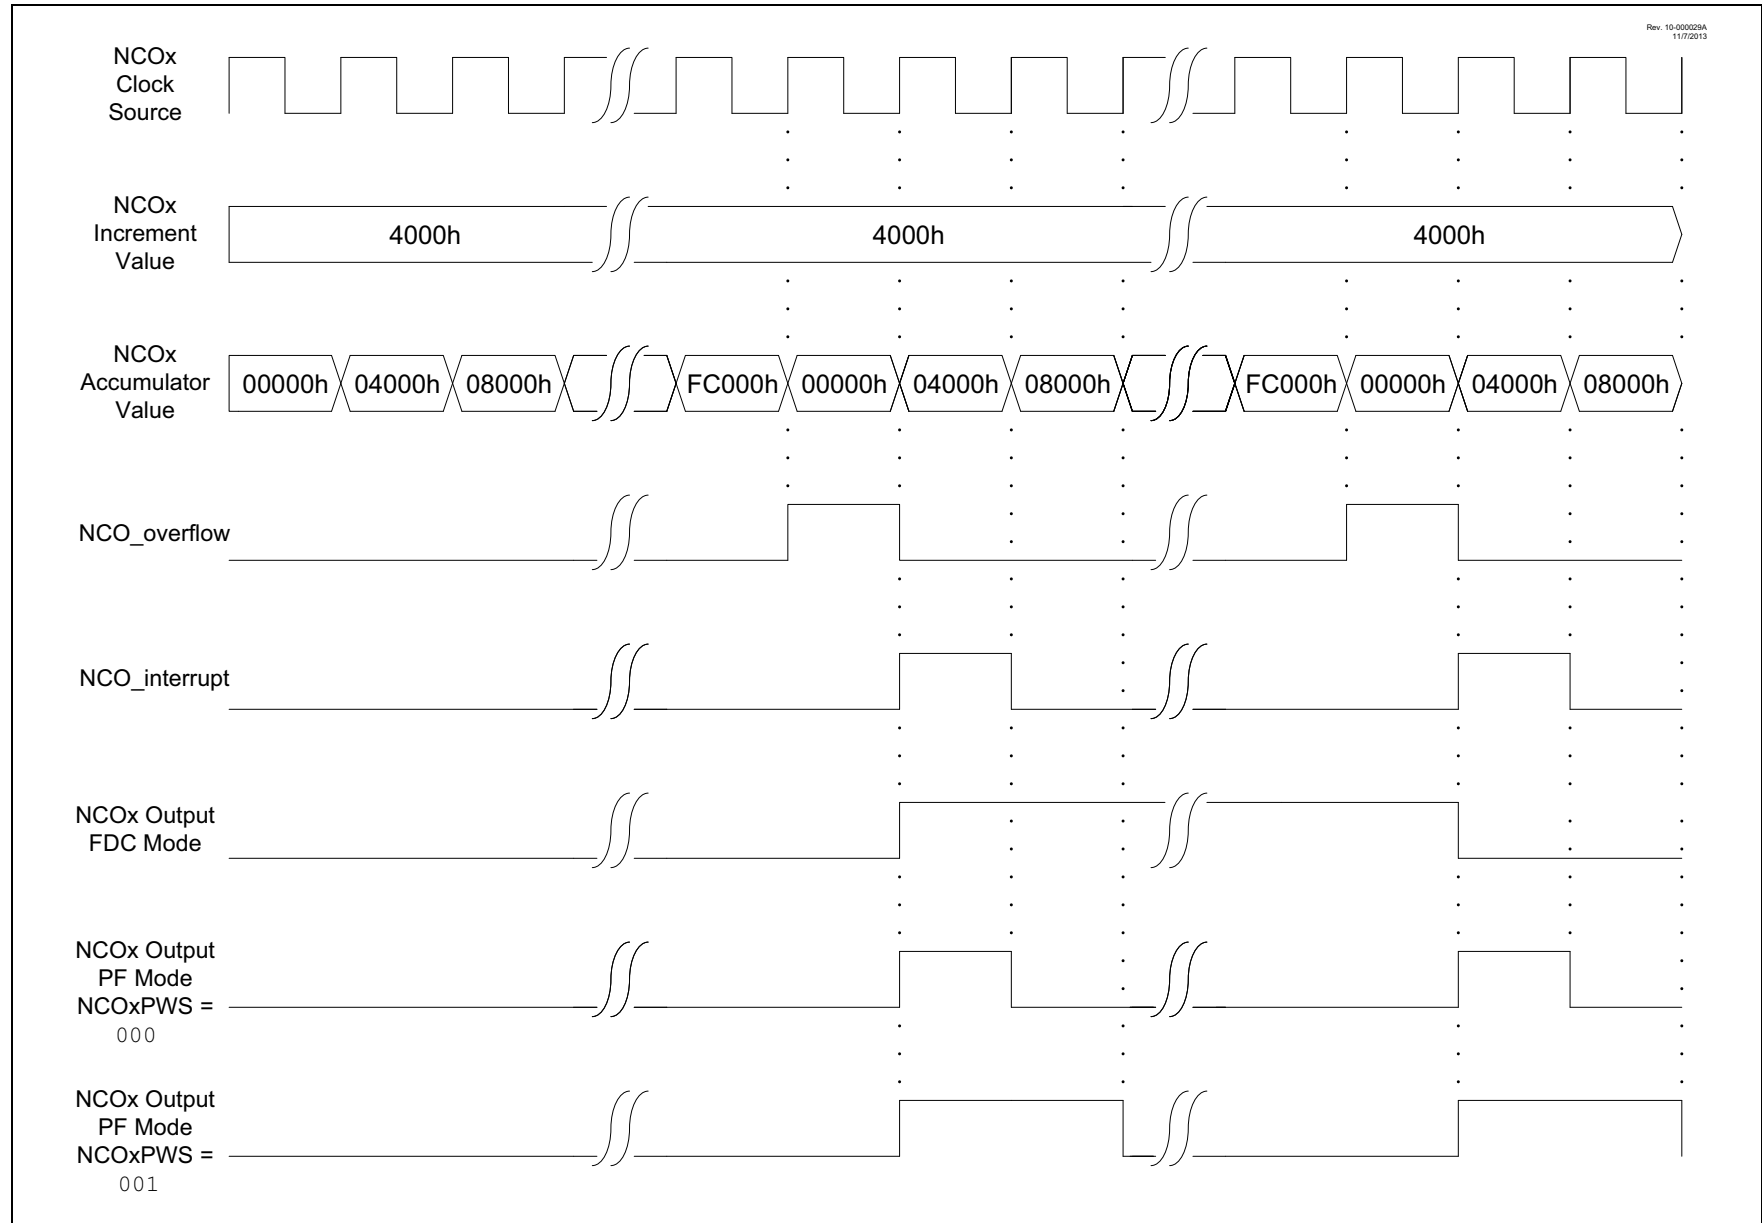 Rev. 10-000029A
11/7/2013
NCOx
Clock
Source
NCOx
Increment
Value
4000h
4000h
4000h
NCOx
Accumulator
Value
00000h
04000h
08000h
FC000h
00000h
04000h
08000h
FC000h
00000h
04000h
08000h
NCO_overflow
NCO_interrupt
NCOx Output
FDC Mode
NCOx Output
PF Mode
NCOxPWS =
000
NCOx Output
PF Mode
NCOxPWS =
001